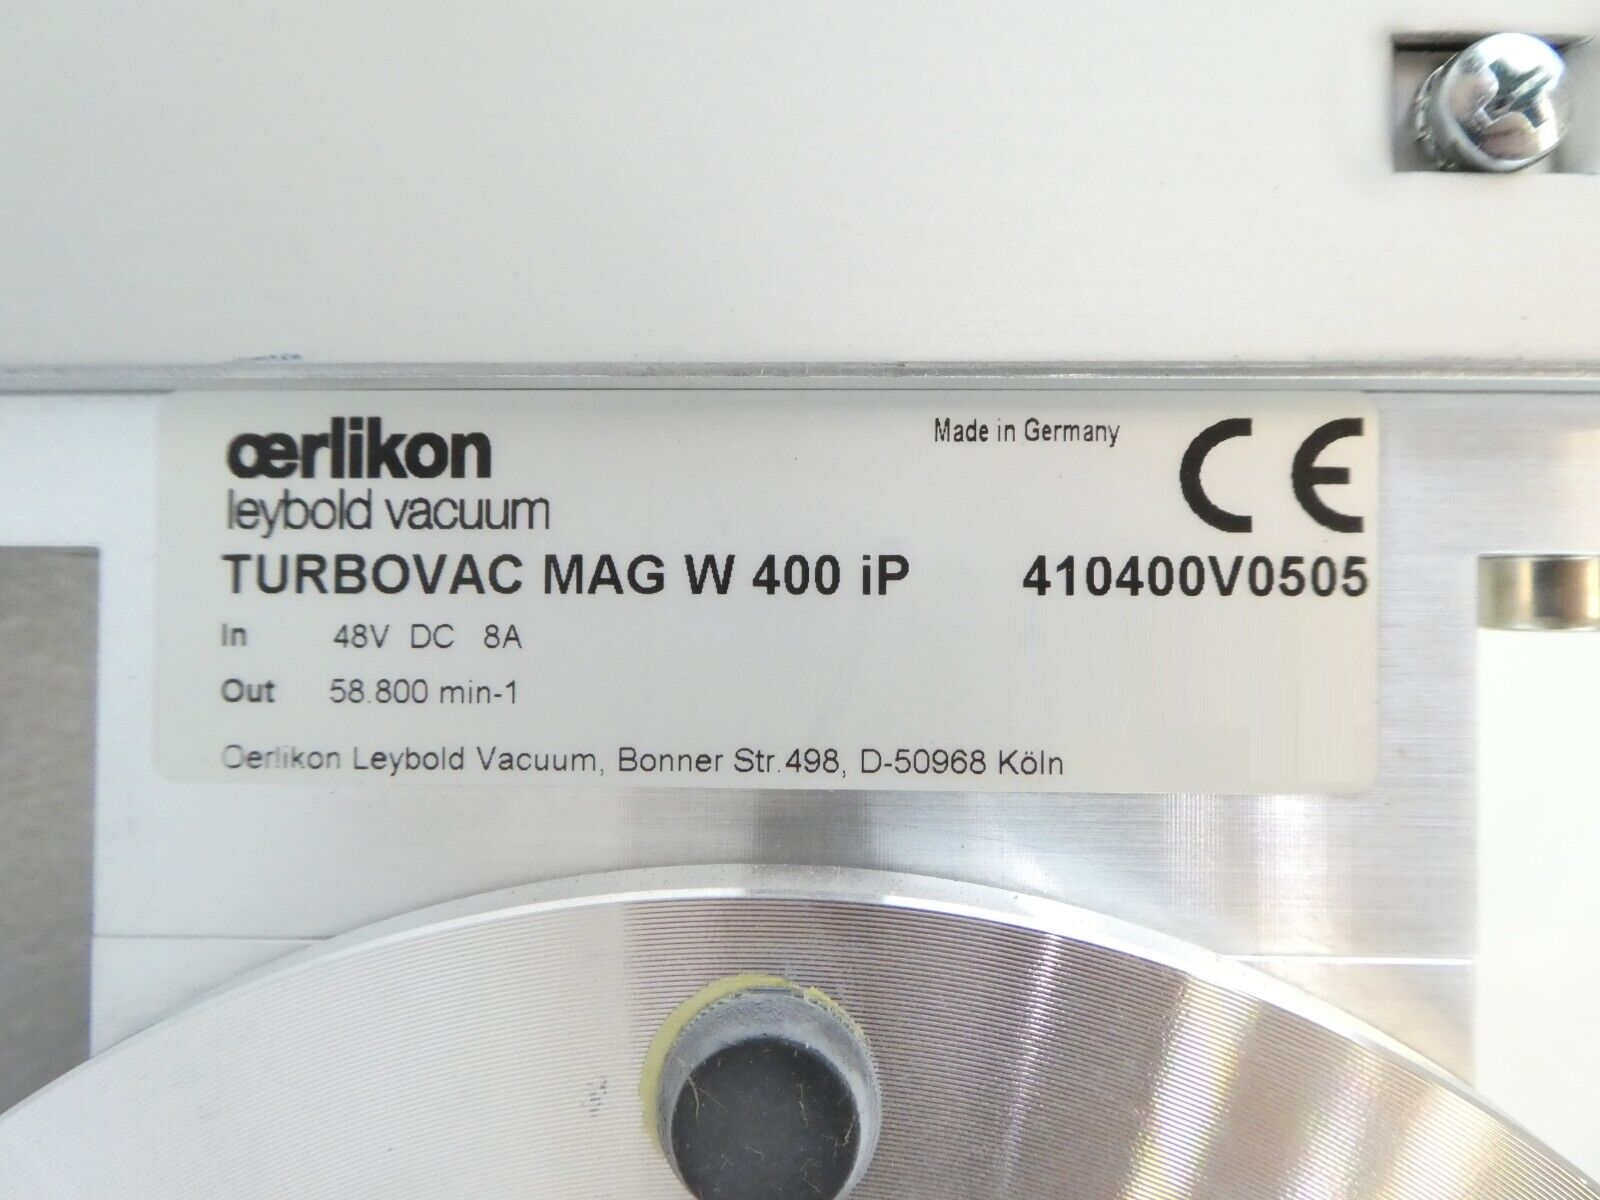 œrlikon
leybold vacuum
Made in Germany
CE
TURBOVAC MAG W 400 iP 410400V0505
In 48V DC 8A
Out 58.800 min-1
Oerlikon Leybold Vacuum, Bonner Str.498, D-50968 Köln